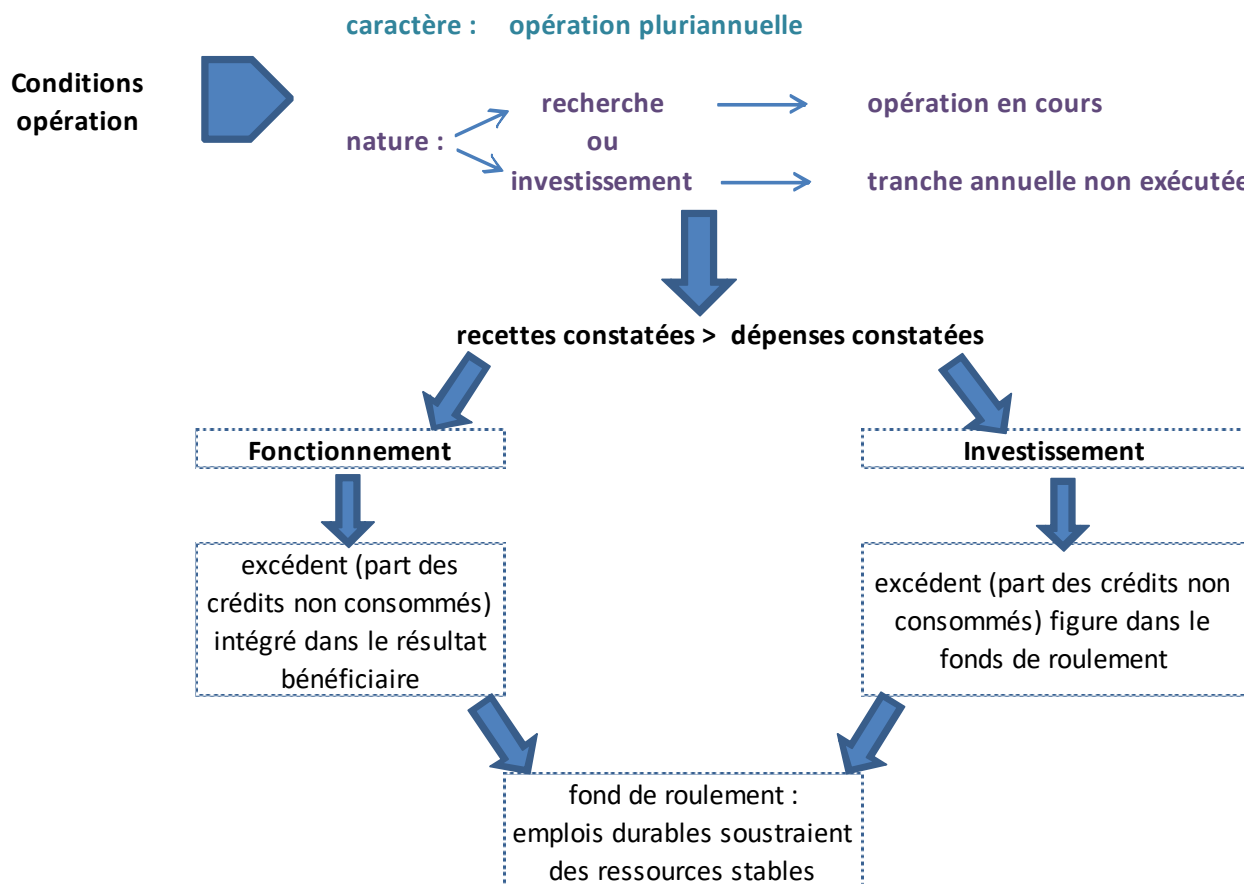 caractère : opération pluriannuelle
Conditions
opération
nature :
recherche
ou
investissement
opération en cours
tranche annuelle non exécutée
recettes constatées > dépenses constatées
Fonctionnement
Investissement
excédent (part des
crédits non consommés)
intégré dans le résultat
bénéficiaire
excédent (part des crédits non
consommés) figure dans le
fonds de roulement
fond de roulement :
emplois durables soustraient
des ressources stables